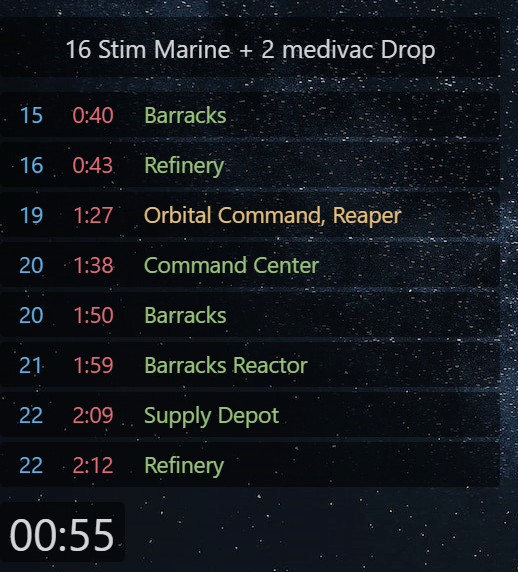 16 Stim Marine + 2 medivac Drop
15 0:40 Barracks
16 0:43 Refinery
19 1:27 Orbital Command, Reaper
20 1:38 Command Center
20 1:50 Barracks
21 1:59 Barracks Reactor
22 2:09 Supply Depot
22 2:12 Refinery
00:55